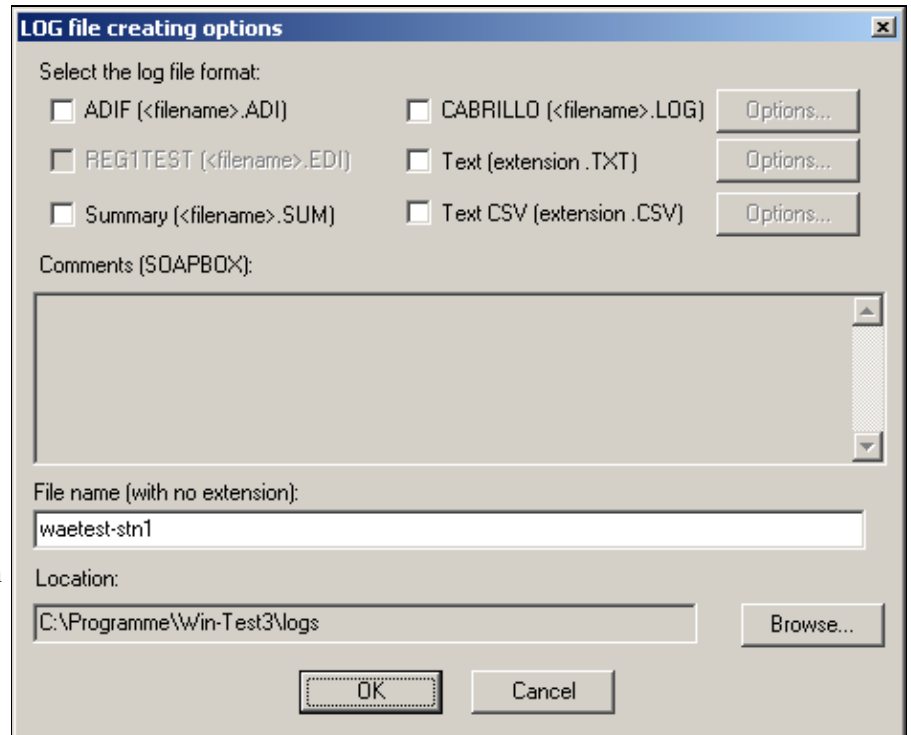 LOG file creating options
Select the log file format:
ADIF (<filename>.ADI)
CABRILLO (<filename>.LOG)
Options...
REG1TEST (<filename>.EDI)
Text (extension .TXT)
Options...
Summary (<filename>.SUM)
Text CSV (extension .CSV)
Options...
Comments (SOAPBOX):
File name (with no extension):
waetest-stn1
Location:
C:\Programme\Win-Test3\logs
Browse...
OK
Cancel